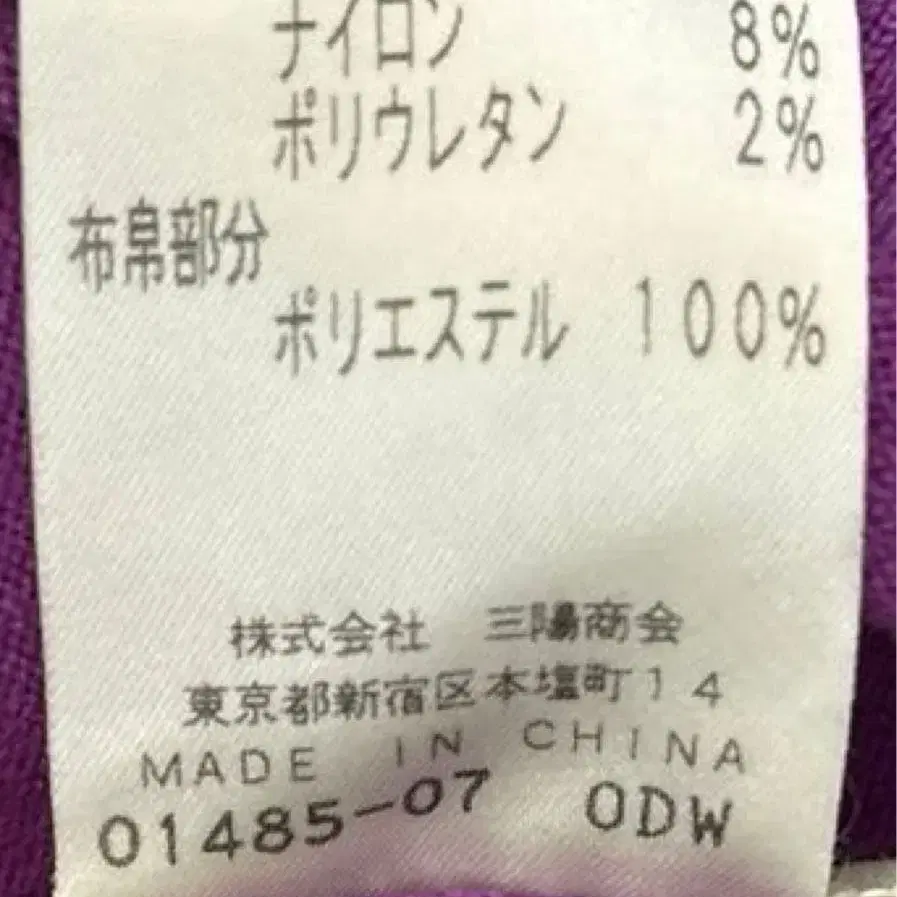 ナイロン 8%
ポリウレタン 2%
布帛部分
ポリエステル 100%
株式会社 三陽商会
東京都新宿区本塩町14
MADE IN CHINA
01485-07 0DW